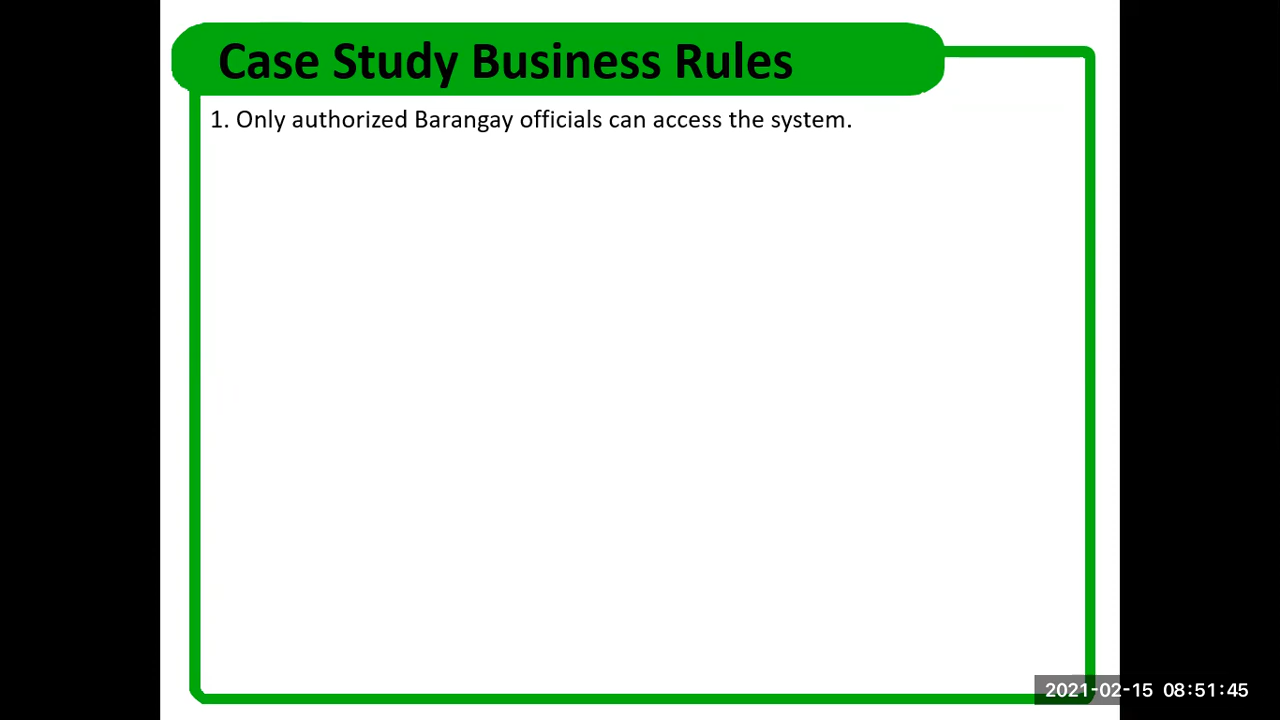 Case Study Business Rules
1. Only authorized Barangay officials can access the system.
2021-02-15 08:51:45